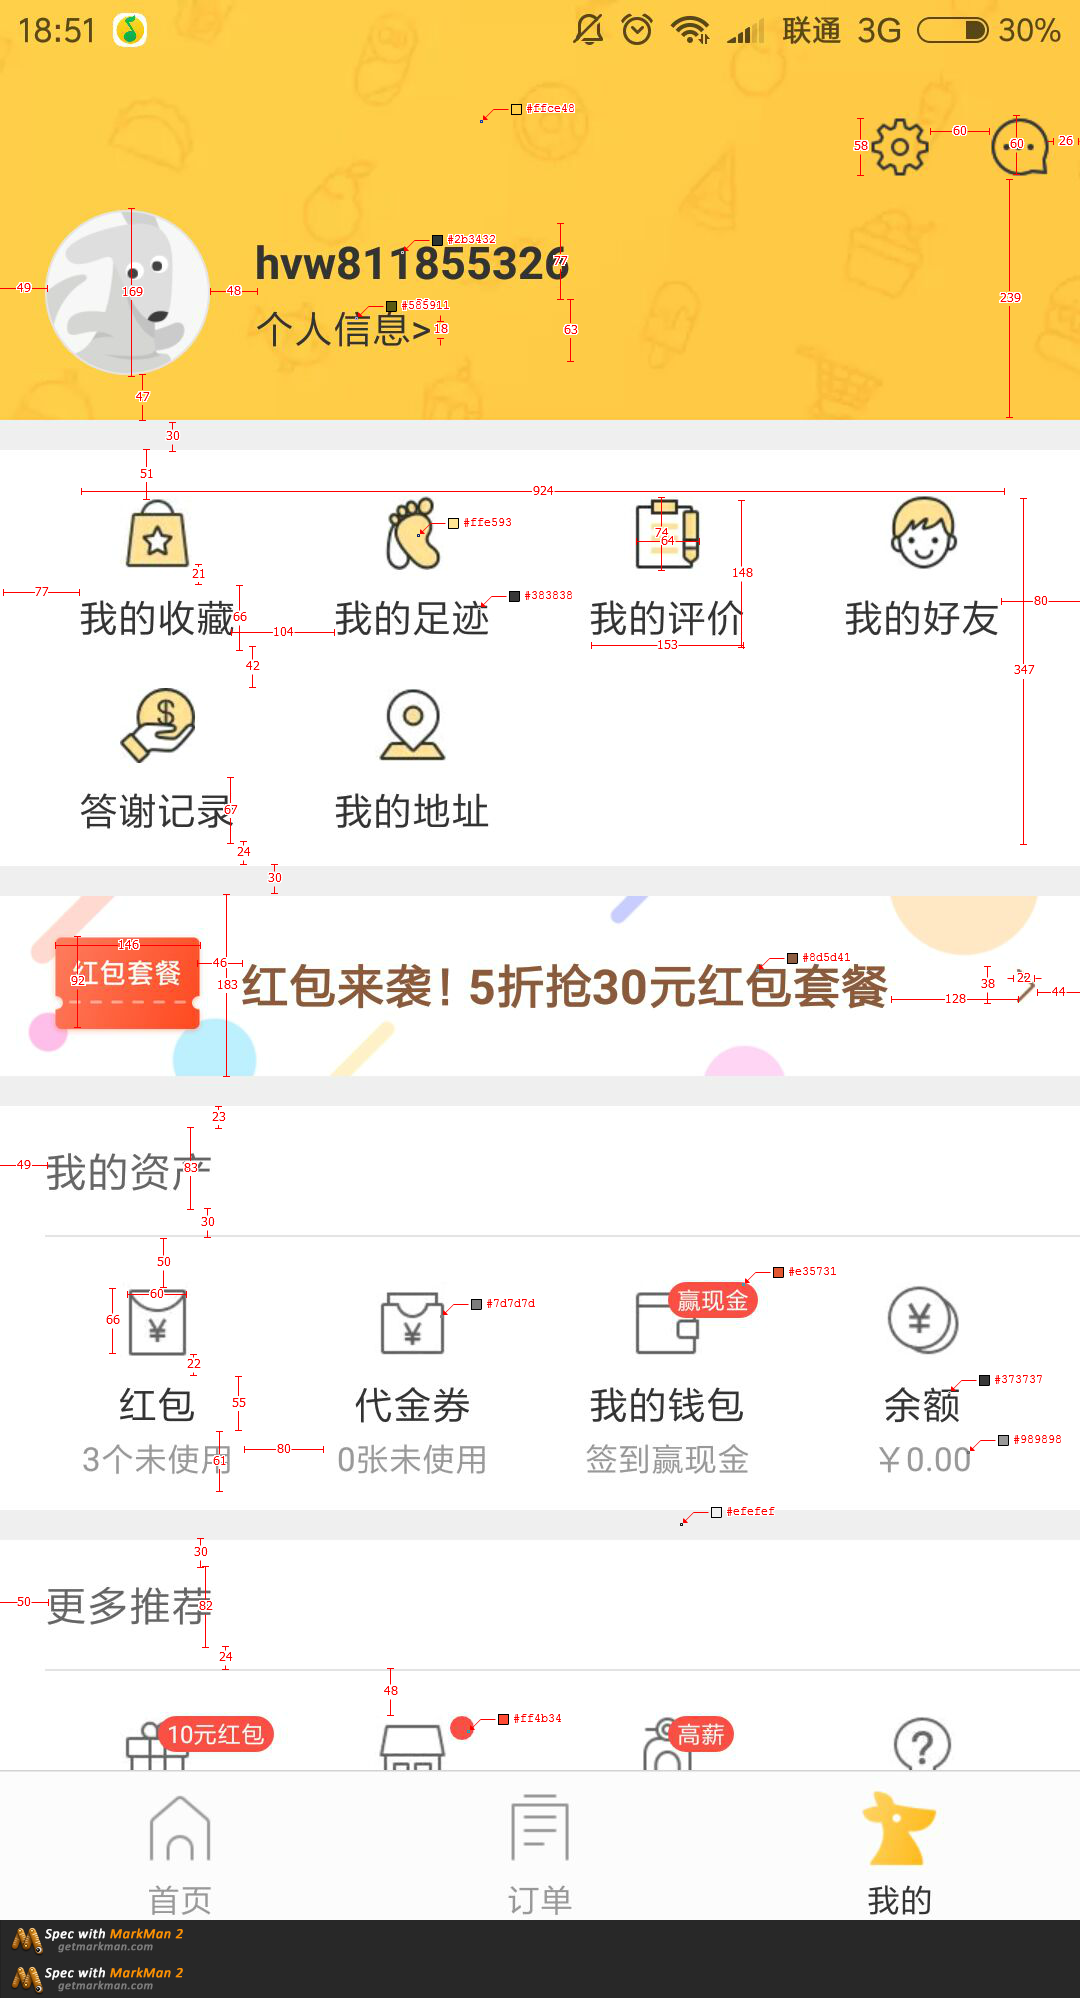 18:51 联通 3G 30%
#ffce48
58 60 60 26
#2b3432
hvw811855326
77
49 169 48 239
#585911
个人信息>
18 63
47
30
51
924
#ffe593
74
64
21 148
77 #383838
我的收藏 我的足迹 我的评价 我的好友
66 104 153 80
42 347
$
答谢记录 我的地址
67
24
30
146
红包套餐
92 46 183
红包来袭！5折抢30元红包套餐
#8d5d41
128 38 22 44
23
49 我的资产 83
30
50
#e35731
60 赢现金
66 #7d7d7d
¥ ¥ ¥
22
#373737
红包 代金券 我的钱包 余额
55
#989898
3个未使用 0张未使用 签到赢现金 ￥0.00
61 80
#efefef
30
50 更多推荐 82
24
48
#ff4b34
10元红包 高薪 ?
首页 订单 我的
Spec with MarkMan 2
getmarkman.com
Spec with MarkMan 2
getmarkman.com